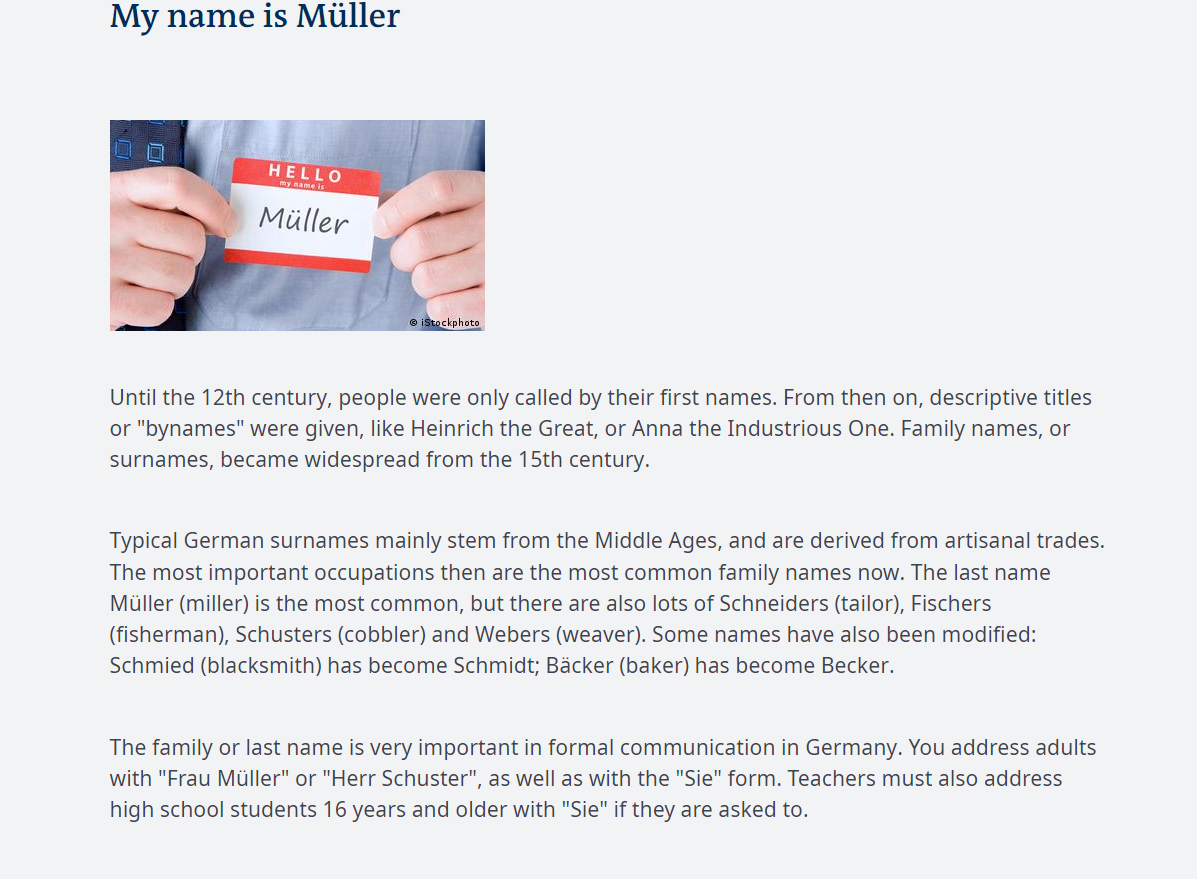 My name is Müller
HELLO
my name is
Müller
© iStockphoto
Until the 12th century, people were only called by their first names. From then on, descriptive titles
or "bynames" were given, like Heinrich the Great, or Anna the Industrious One. Family names, or
surnames, became widespread from the 15th century.
Typical German surnames mainly stem from the Middle Ages, and are derived from artisanal trades.
The most important occupations then are the most common family names now. The last name
Müller (miller) is the most common, but there are also lots of Schneiders (tailor), Fischers
(fisherman), Schusters (cobbler) and Webers (weaver). Some names have also been modified:
Schmied (blacksmith) has become Schmidt; Bäcker (baker) has become Becker.
The family or last name is very important in formal communication in Germany. You address adults
with "Frau Müller" or "Herr Schuster", as well as with the "Sie" form. Teachers must also address
high school students 16 years and older with "Sie" if they are asked to.